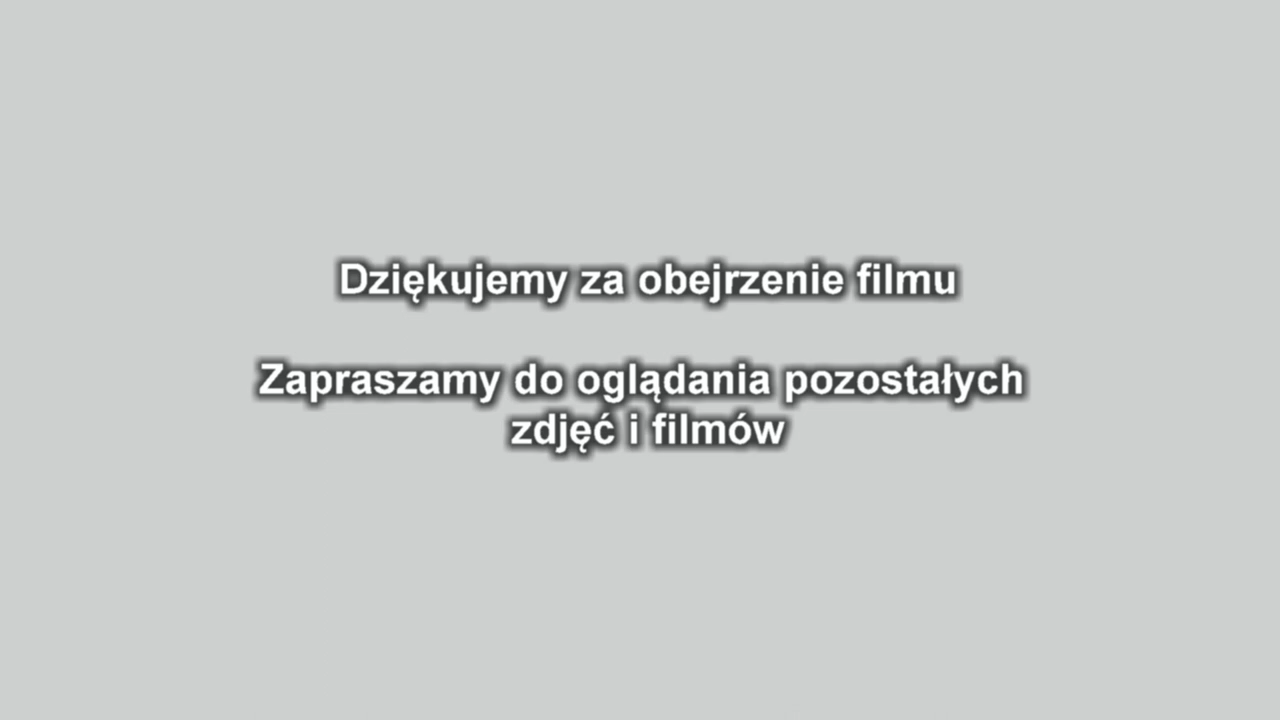 Dziękujemy za obejrzenie filmu
Zapraszamy do oglądania pozostałych
zdjęć i filmów